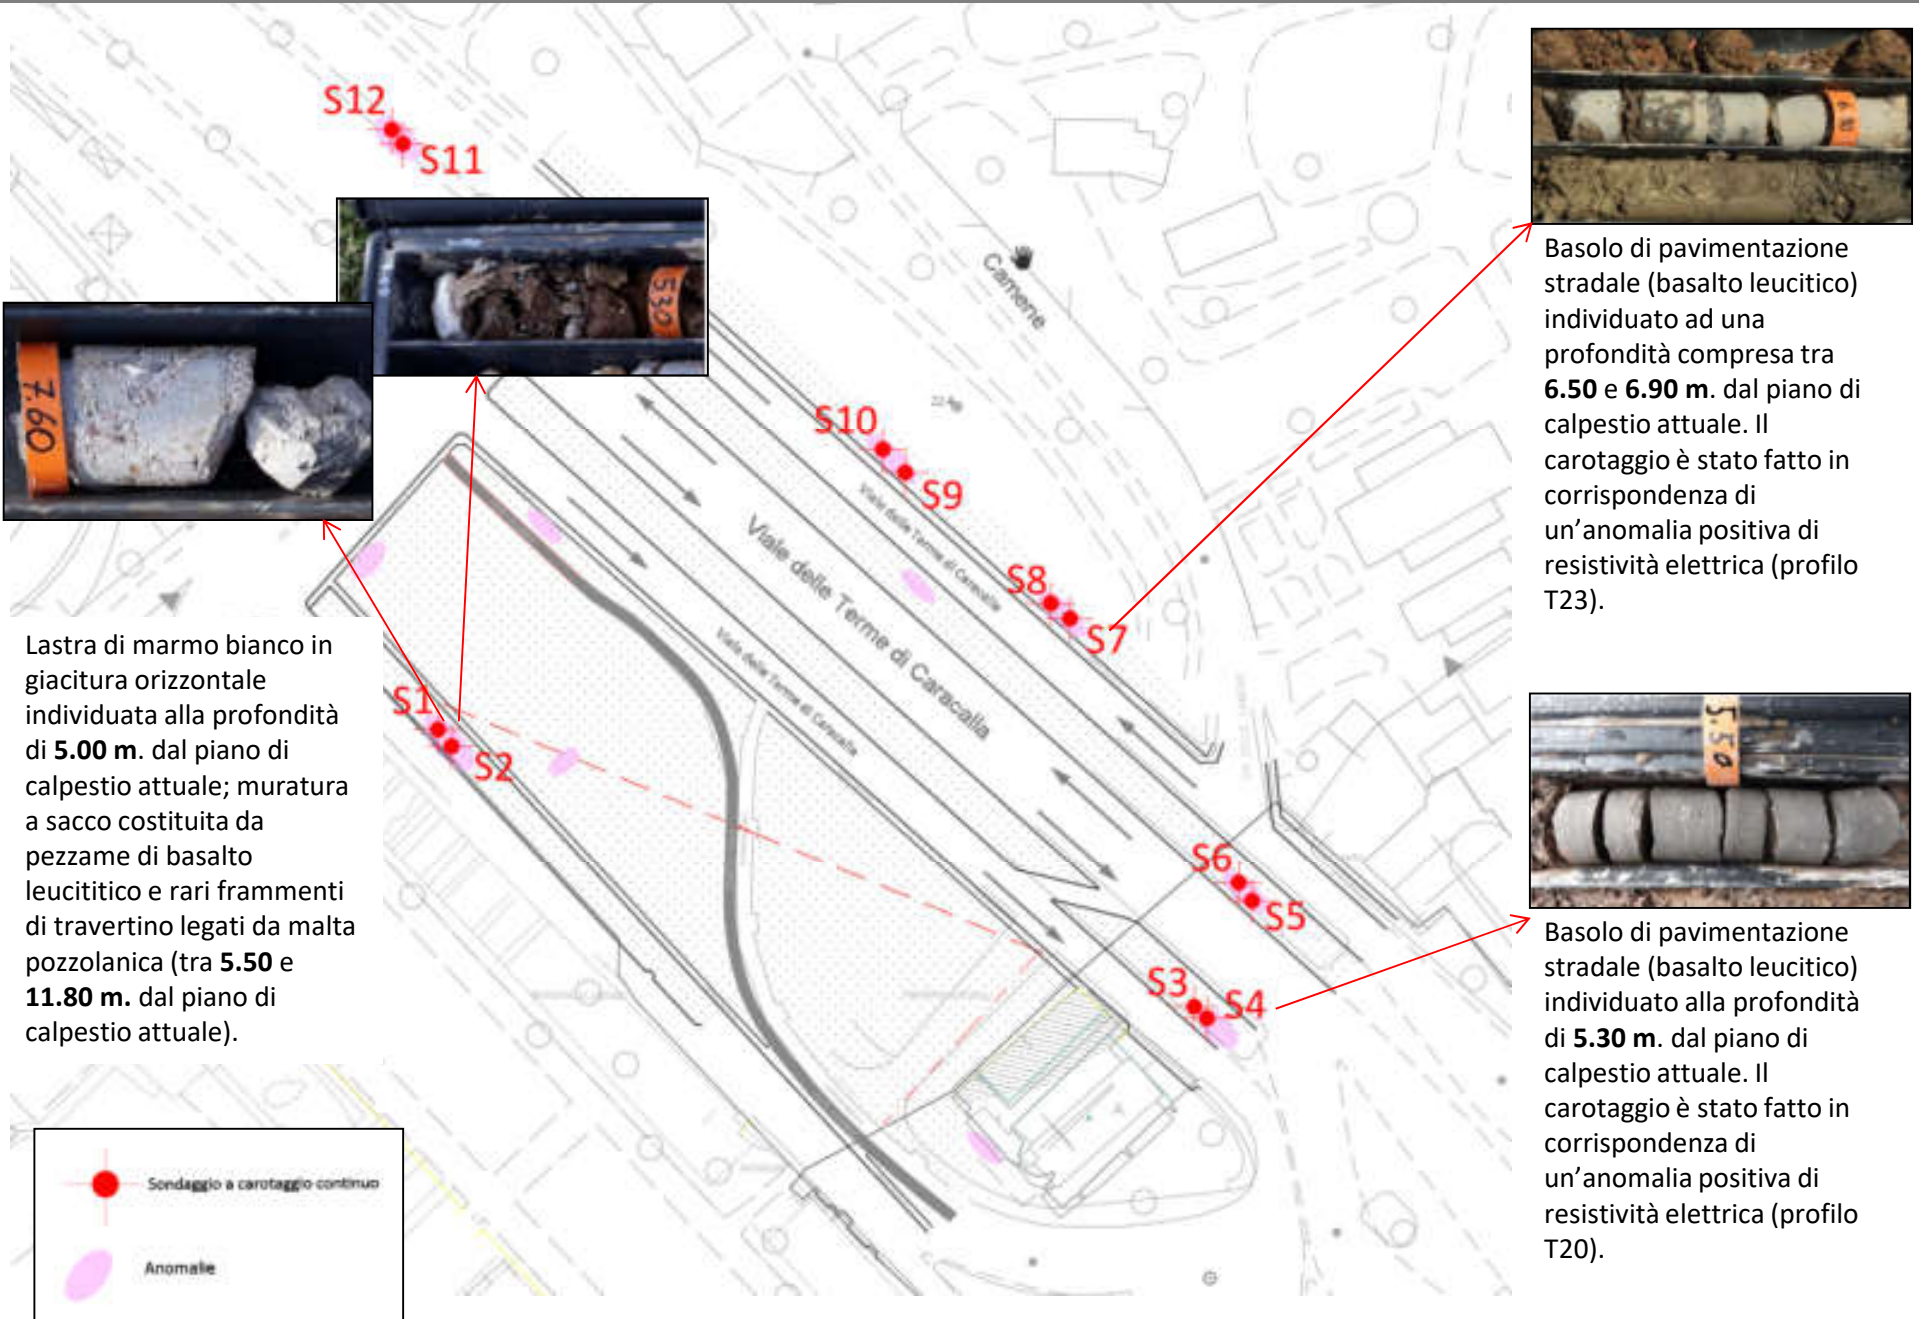 S12
S11
5.30
7.60
Camene
S10
S9
Viale delle Terme di Caracalla
Viale delle Terme di Caracalla
Viale delle Terme di Caracalla
S8
S7
S1
S2
S6
S5
S3
S4
6.90
Basolo di pavimentazione
stradale (basalto leucitico)
individuato ad una
profondità compresa tra
6.50 e 6.90 m. dal piano di
calpestio attuale. Il
carotaggio è stato fatto in
corrispondenza di
un’anomalia positiva di
resistività elettrica (profilo
T23).
Lastra di marmo bianco in
giacitura orizzontale
individuata alla profondità
di 5.00 m. dal piano di
calpestio attuale; muratura
a sacco costituita da
pezzame di basalto
leucititico e rari frammenti
di travertino legati da malta
pozzolanica (tra 5.50 e
11.80 m. dal piano di
calpestio attuale).
5.50
Basolo di pavimentazione
stradale (basalto leucitico)
individuato alla profondità
di 5.30 m. dal piano di
calpestio attuale. Il
carotaggio è stato fatto in
corrispondenza di
un’anomalia positiva di
resistività elettrica (profilo
T20).
Sondaggio a carotaggio continuo
Anomalie